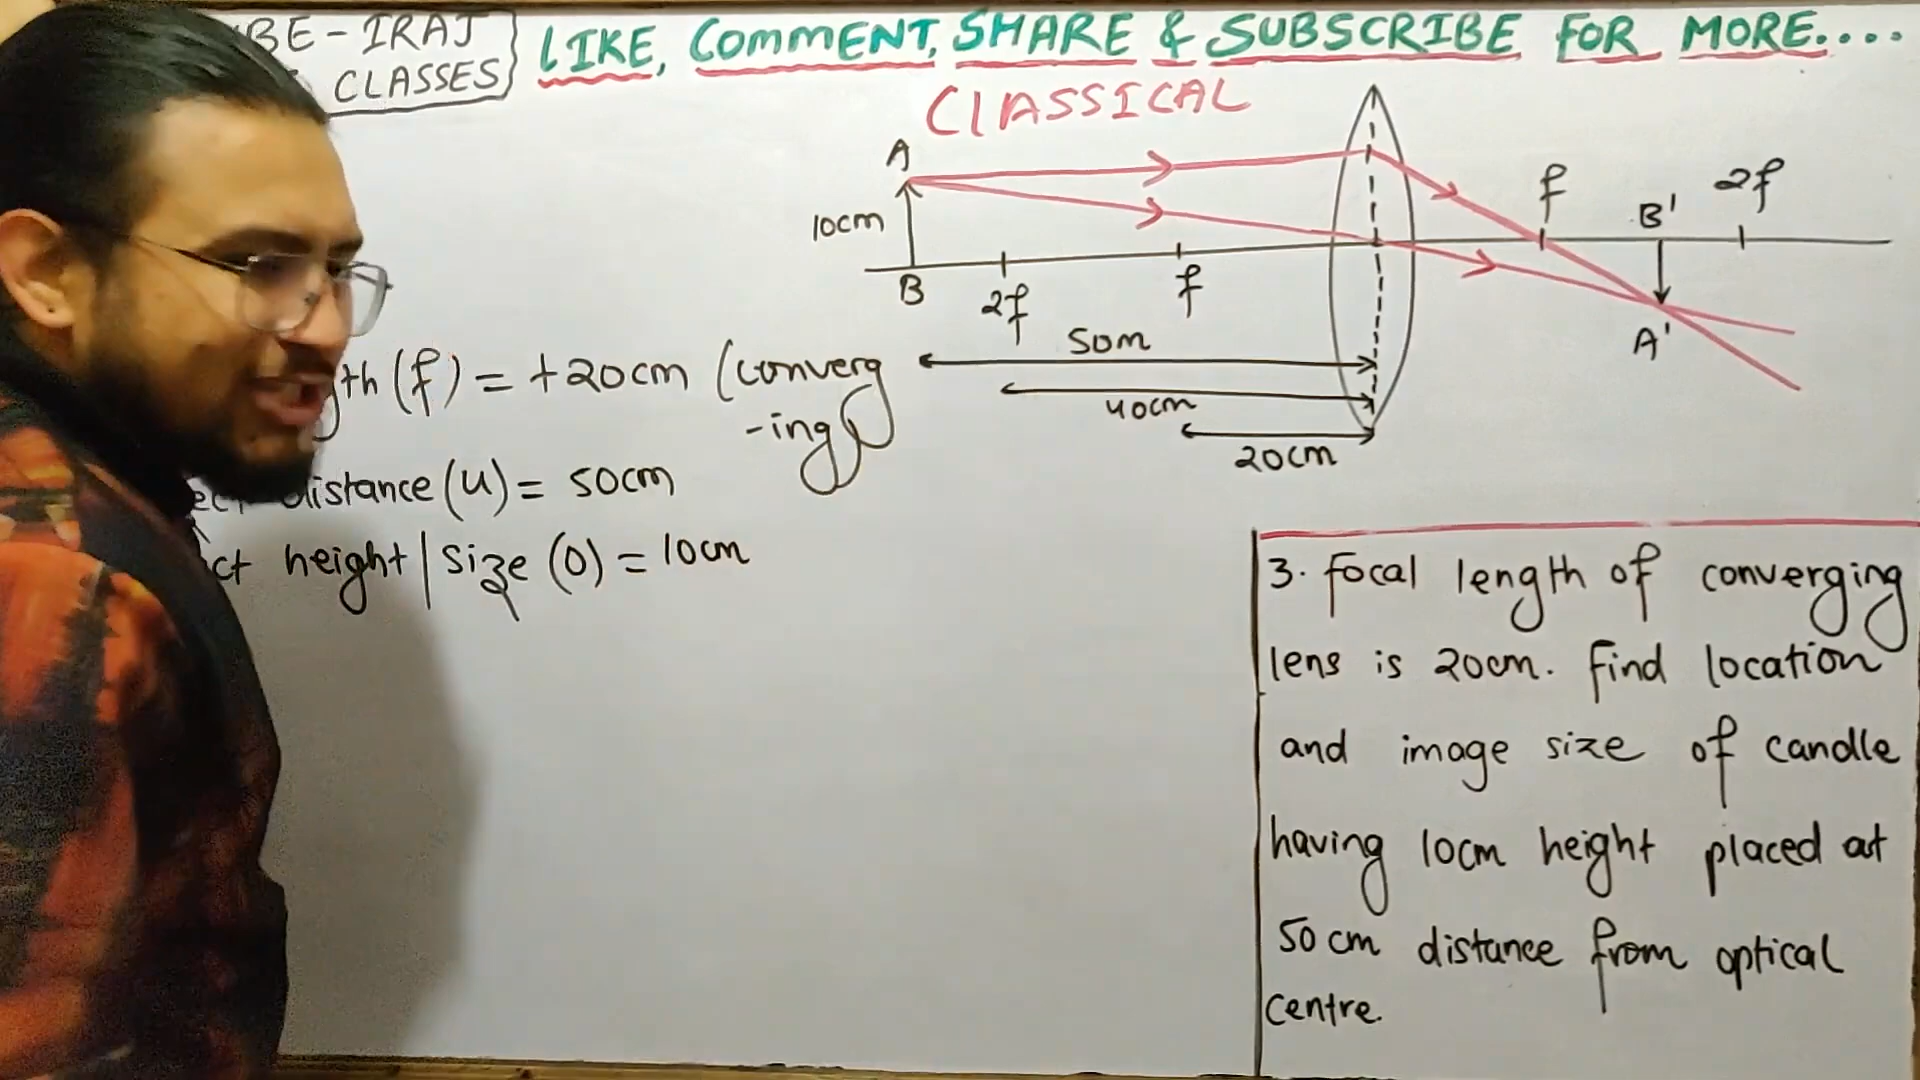 BE-IRAJ
CLASSES
LIKE, COMMENT, SHARE & SUBSCRIBE FOR MORE....
CLASSICAL
A
10cm
B
2f
f
f
B'
2f
A'
50m
40cm
20cm
(f) = +20cm (converg
-ing)
distance (u) = 50cm
height | size (O) = 10cm
3. Focal length of converging
lens is 20cm. Find location
and image size of candle
having 10cm height placed at
50 cm distance from optical
centre.